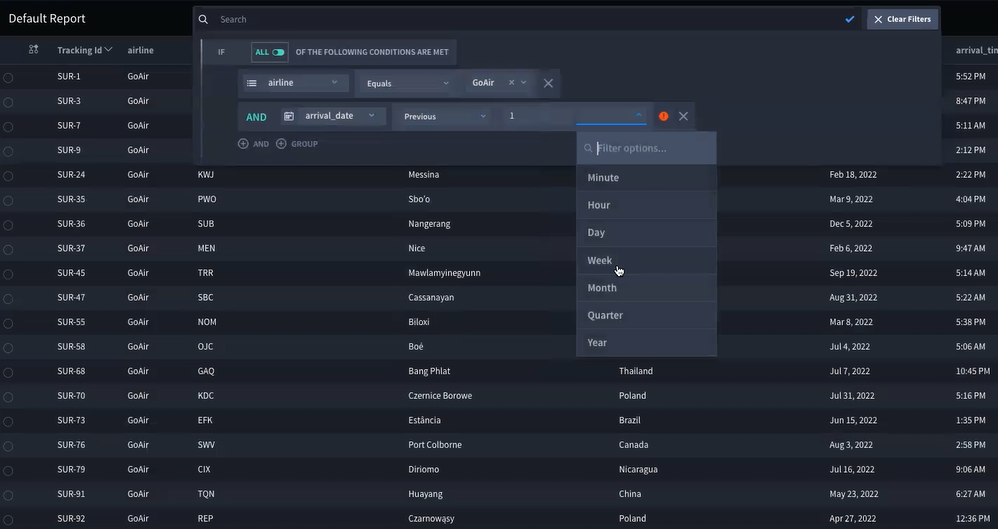 Default Report
Search
Clear Filters
IF ALL OF THE FOLLOWING CONDITIONS ARE MET
Tracking Id airline
airline Equals GoAir
AND arrival_date Previous 1
AND GROUP
Filter options...
Minute
Hour
Day
Week
Month
Quarter
Year
arrival_tim
SUR-1 GoAir 5:52 PM
SUR-3 GoAir 8:47 PM
SUR-7 GoAir 5:11 AM
SUR-9 GoAir 2:12 PM
SUR-24 GoAir KWJ Messina Feb 18, 2022 2:22 PM
SUR-35 GoAir PWO Sbo'o Mar 9, 2022 4:04 PM
SUR-36 GoAir SUB Nangerang Dec 5, 2022 5:09 PM
SUR-37 GoAir MEN Nice Feb 6, 2022 9:47 AM
SUR-45 GoAir TRR Mawlamyinegyunn Sep 19, 2022 5:14 AM
SUR-47 GoAir SBC Cassanayan Aug 31, 2022 5:22 AM
SUR-55 GoAir NOM Biloxi Mar 8, 2022 5:38 PM
SUR-58 GoAir OJC Boé Jul 4, 2022 5:06 AM
SUR-68 GoAir GAQ Bang Phlat Thailand Jul 7, 2022 10:45 PM
SUR-70 GoAir KDC Czernice Borowe Poland Jul 31, 2022 5:16 PM
SUR-73 GoAir EFK Estância Brazil Jun 15, 2022 1:35 PM
SUR-76 GoAir SWV Port Colborne Canada Aug 3, 2022 2:58 PM
SUR-79 GoAir CIX Diriomo Nicaragua Jul 16, 2022 9:06 AM
SUR-91 GoAir TQN Huayang China May 23, 2022 6:27 AM
SUR-92 GoAir REP Czarnowąsy Poland Apr 27, 2022 12:36 PM